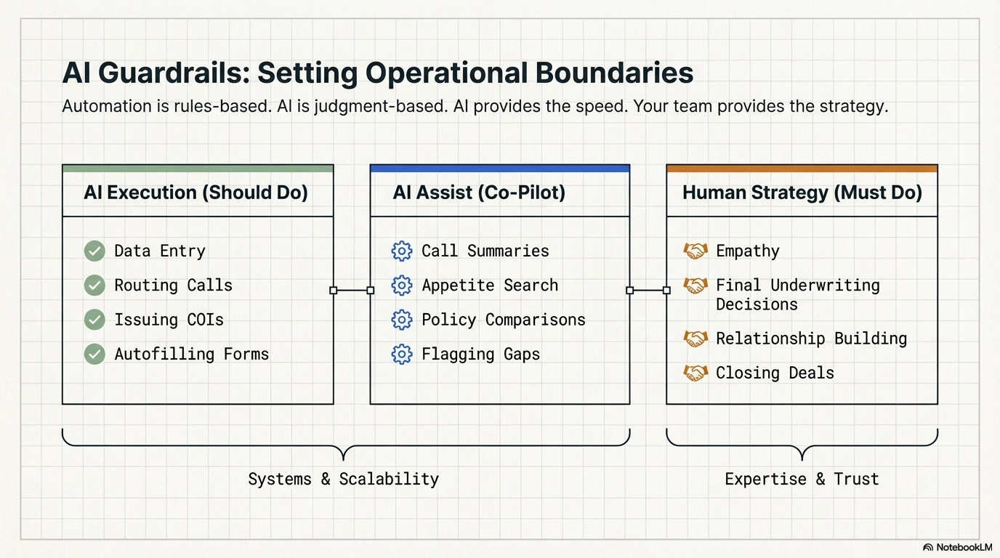 AI Guardrails: Setting Operational Boundaries
Automation is rules-based. AI is judgment-based. AI provides the speed. Your team provides the strategy.
AI Execution (Should Do)
Data Entry
Routing Calls
Issuing COIs
Autofilling Forms
AI Assist (Co-Pilot)
Call Summaries
Appetite Search
Policy Comparisons
Flagging Gaps
Human Strategy (Must Do)
Empathy
Final Underwriting
Decisions
Relationship Building
Closing Deals
Systems & Scalability
Expertise & Trust
NotebookLM